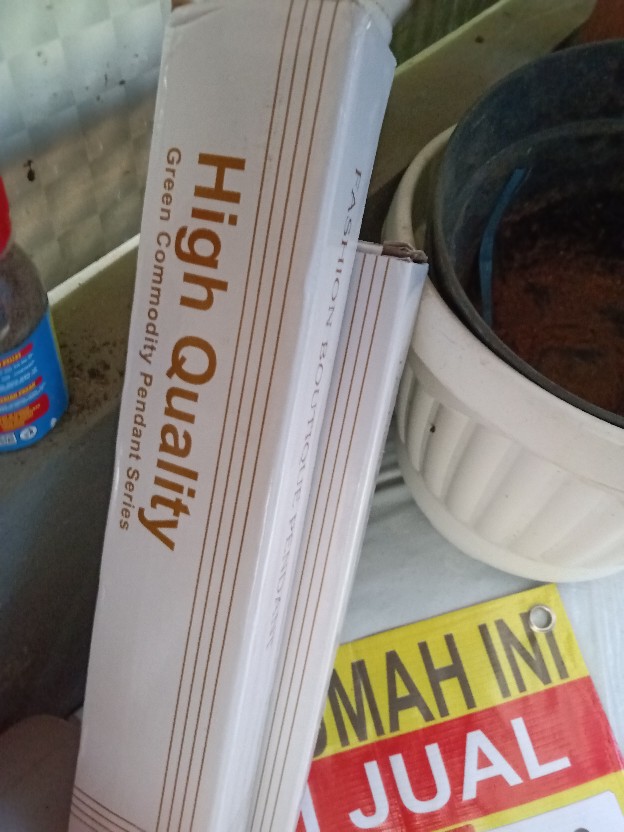 High Quality
Green Commodity Pendant Series
FASHION BOUTIQUE PENDANT
MAH INI
JUAL